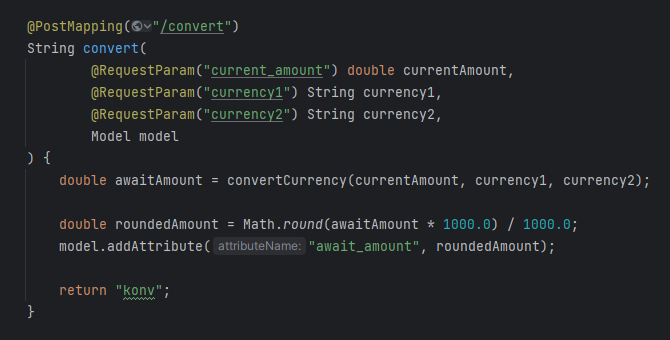 @PostMapping("/convert")
String convert(
@RequestParam("current_amount") double currentAmount,
@RequestParam("currency1") String currency1,
@RequestParam("currency2") String currency2,
Model model
) {
double awaitAmount = convertCurrency(currentAmount, currency1, currency2);
double roundedAmount = Math.round(awaitAmount * 1000.0) / 1000.0;
model.addAttribute( attributeName: "await_amount", roundedAmount);
return "konv";
}